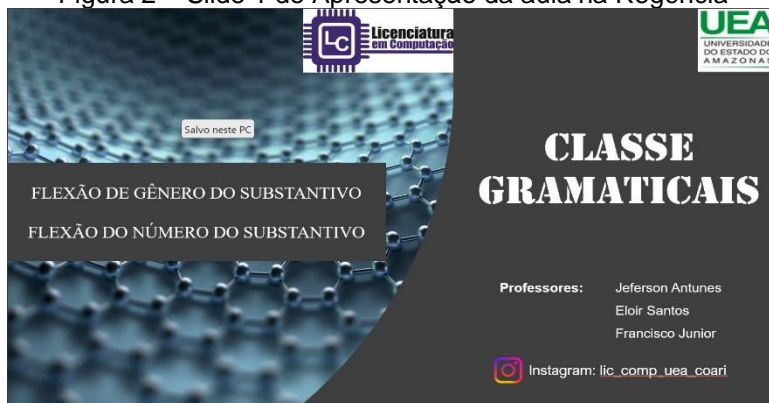 Figura 2 – Slide 1 de Apresentação da aula na Regência
LC Licenciatura
em Computação
UEA
UNIVERSIDADE
DO ESTADO DO
AMAZONAS
Salvo neste PC
CLASSE
GRAMATICAIS
FLEXÃO DE GÊNERO DO SUBSTANTIVO
FLEXÃO DO NÚMERO DO SUBSTANTIVO
Professores: Jeferson Antunes
Eloir Santos
Francisco Junior
Instagram: lic_comp_uea_coari